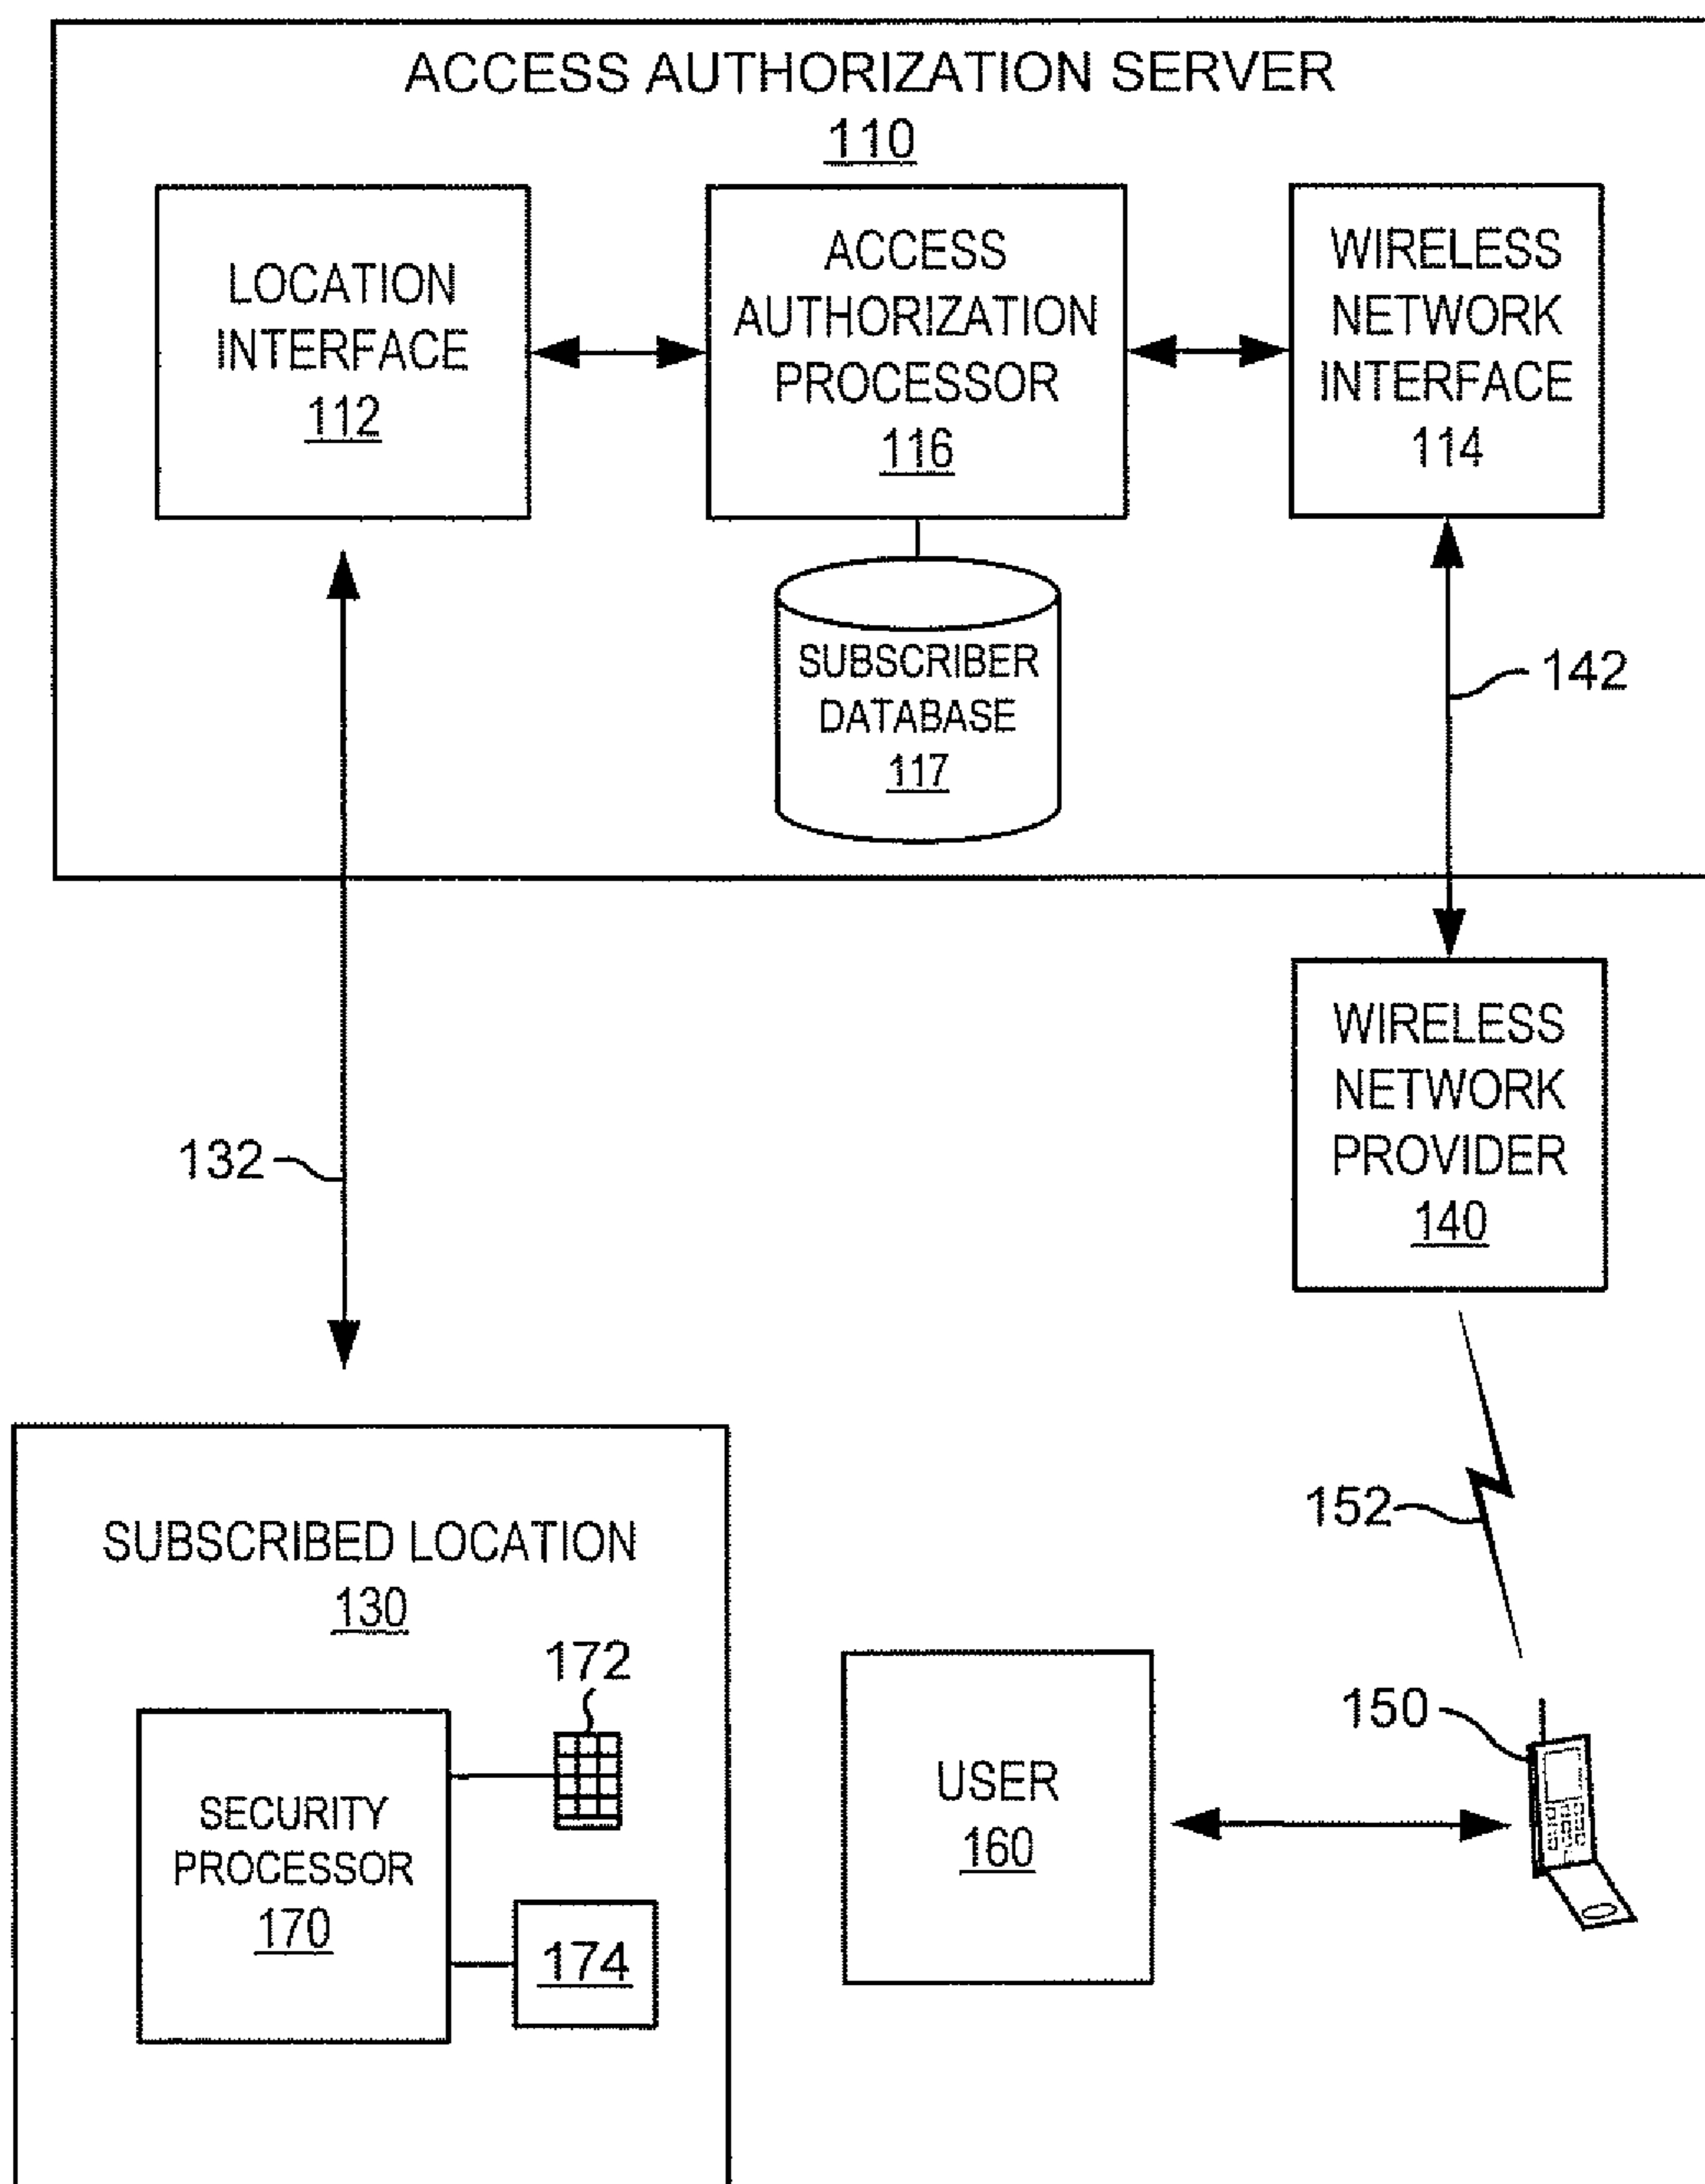 ACCESS AUTHORIZATION SERVER
110
LOCATION
INTERFACE
112
ACCESS
AUTHORIZATION
PROCESSOR
116
WIRELESS
NETWORK
INTERFACE
114
SUBSCRIBER
DATABASE
117
142
132
WIRELESS
NETWORK
PROVIDER
140
152
SUBSCRIBED LOCATION
130
172
SECURITY
PROCESSOR
170
174
USER
160
150